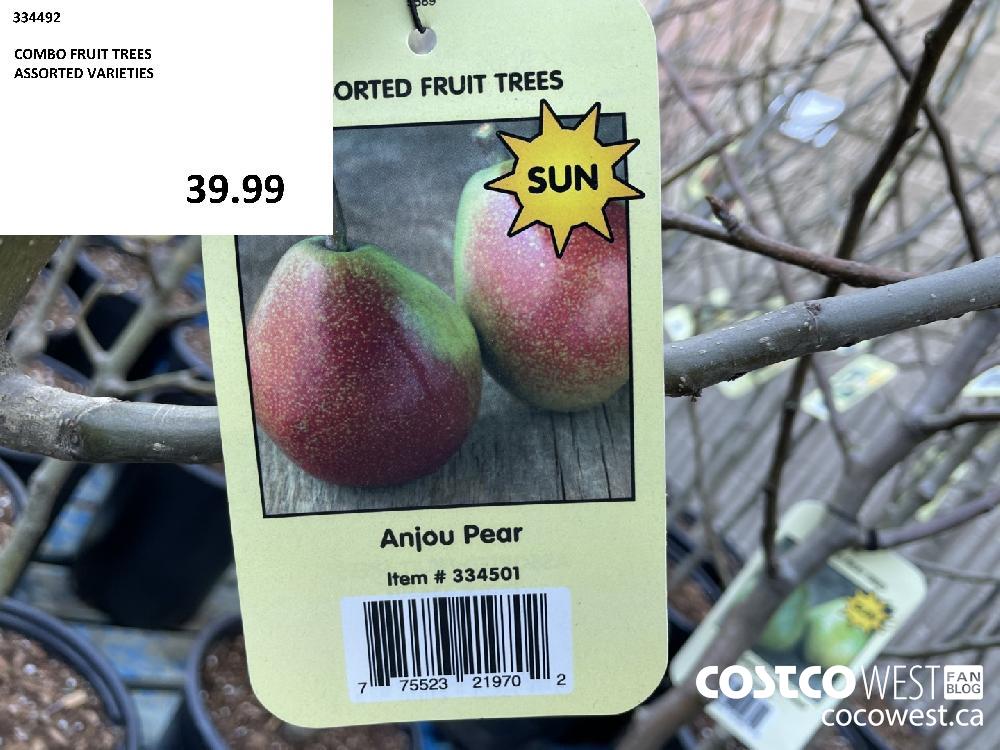 334492
COMBO FRUIT TREES
ASSORTED VARIETIES
39.99
ORTED FRUIT TREES
SUN
Anjou Pear
Item # 334501
7 75523 21970 2
COSTCO WEST FAN BLOG
cocowest.ca